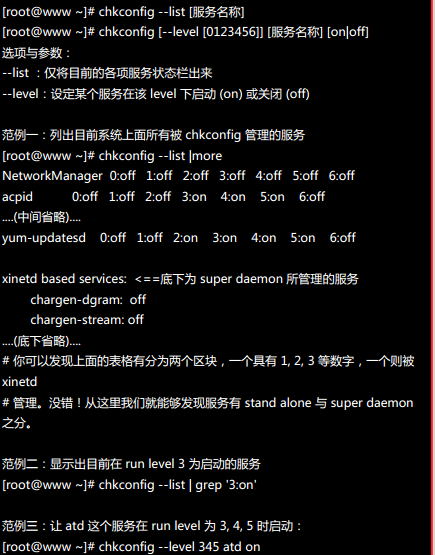 [root@www ~]# chkconfig --list [服务名称]
[root@www ~]# chkconfig [--level [0123456]] [服务名称] [on|off]
选项与参数：
--list ：仅将目前的各项服务状态栏出来
--level：设定某个服务在该 level 下启动 (on) 或关闭 (off)
范例一：列出目前系统上面所有被 chkconfig 管理的服务
[root@www ~]# chkconfig --list |more
NetworkManager 0:off 1:off 2:off 3:off 4:off 5:off 6:off
acpid 0:off 1:off 2:off 3:on 4:on 5:on 6:off
....(中间省略)....
yum-updatesd 0:off 1:off 2:on 3:on 4:on 5:on 6:off
xinetd based services: <==底下为 super daemon 所管理的服务
chargen-dgram: off
chargen-stream: off
....(底下省略)....
# 你可以发现上面的表格有分为两个区块，一个具有 1, 2, 3 等数字，一个则被
xinetd
# 管理。没错！从这里我们就能够发现服务有 stand alone 与 super daemon
之分。
范例二：显示出目前在 run level 3 为启动的服务
[root@www ~]# chkconfig --list | grep '3:on'
范例三：让 atd 这个服务在 run level 为 3, 4, 5 时启动：
[root@www ~]# chkconfig --level 345 atd on